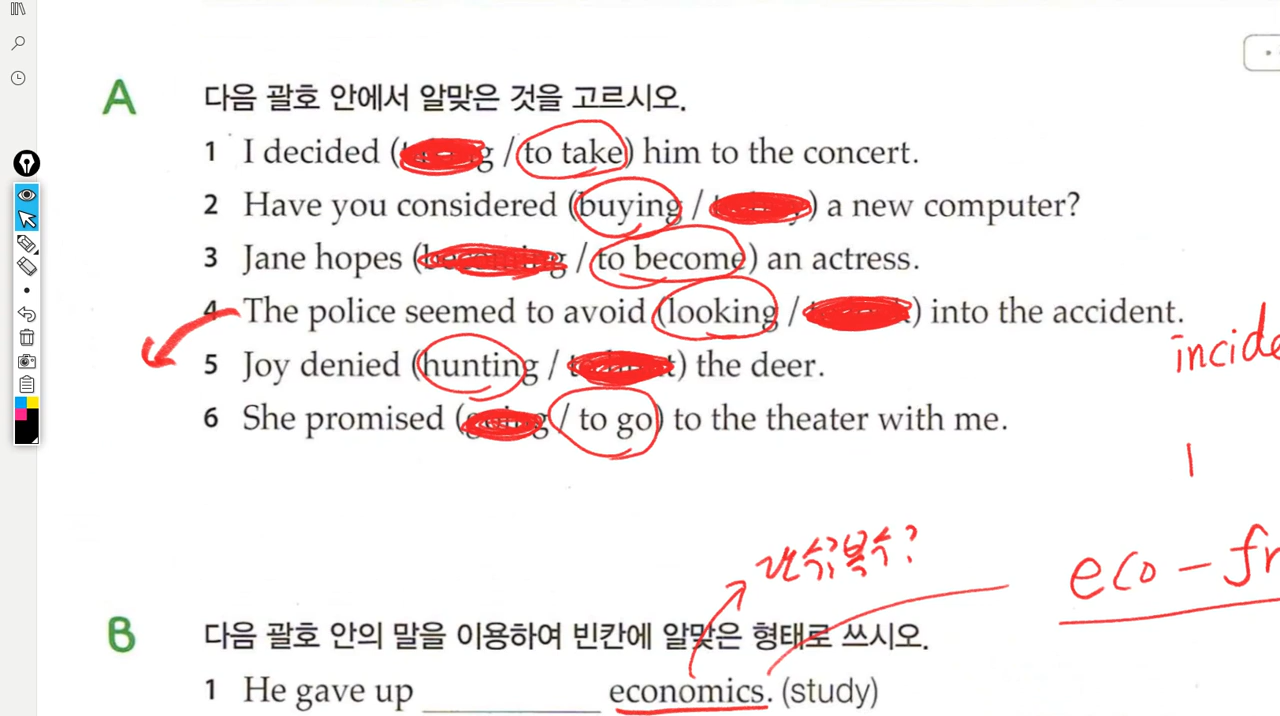 A 다음 괄호 안에서 알맞은 것을 고르시오.
1 I decided ( / to take) him to the concert.
2 Have you considered (buying / ) a new computer?
3 Jane hopes ( / to become) an actress.
4 The police seemed to avoid (looking / ) into the accident.
incide
5 Joy denied (hunting / ) the deer.
6 She promised ( / to go) to the theater with me.
단수? 복수?
eco-fr
B 다음 괄호 안의 말을 이용하여 빈칸에 알맞은 형태로 쓰시오.
1 He gave up __________ economics. (study)